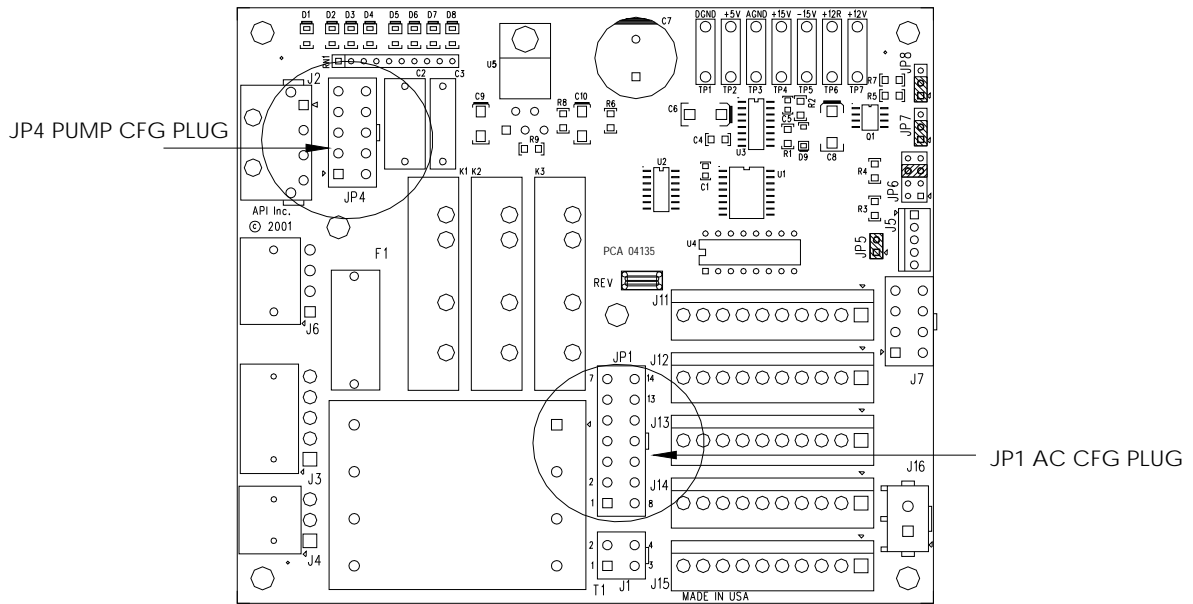 D1 D2 D3 D4 D5 D6 D7 D8
RN1
J2
C2 C3
C9
U5
R8 C10 R6
R9
C7
DGND +5V AGND +15V -15V +12R +12V
TP1 TP2 TP3 TP4 TP5 TP6 TP7
R7
R5
JP8
JP7
C6
C4
U3
C5
R2
R1 D9
C8
Q1
JP4 PUMP CFG PLUG
JP4
API Inc.
© 2001
K1 K2 K3
U2
C1
U1
R4
R3
JP6
J5
JP5
U4
PCA 04135
REV
F1
J6
J11
J7
JP1
7 14
13
2
1 8
J12
J13
J14
J15
JP1 AC CFG PLUG
J16
J3
J4
2 4
1 3
T1 J1
MADE IN USA